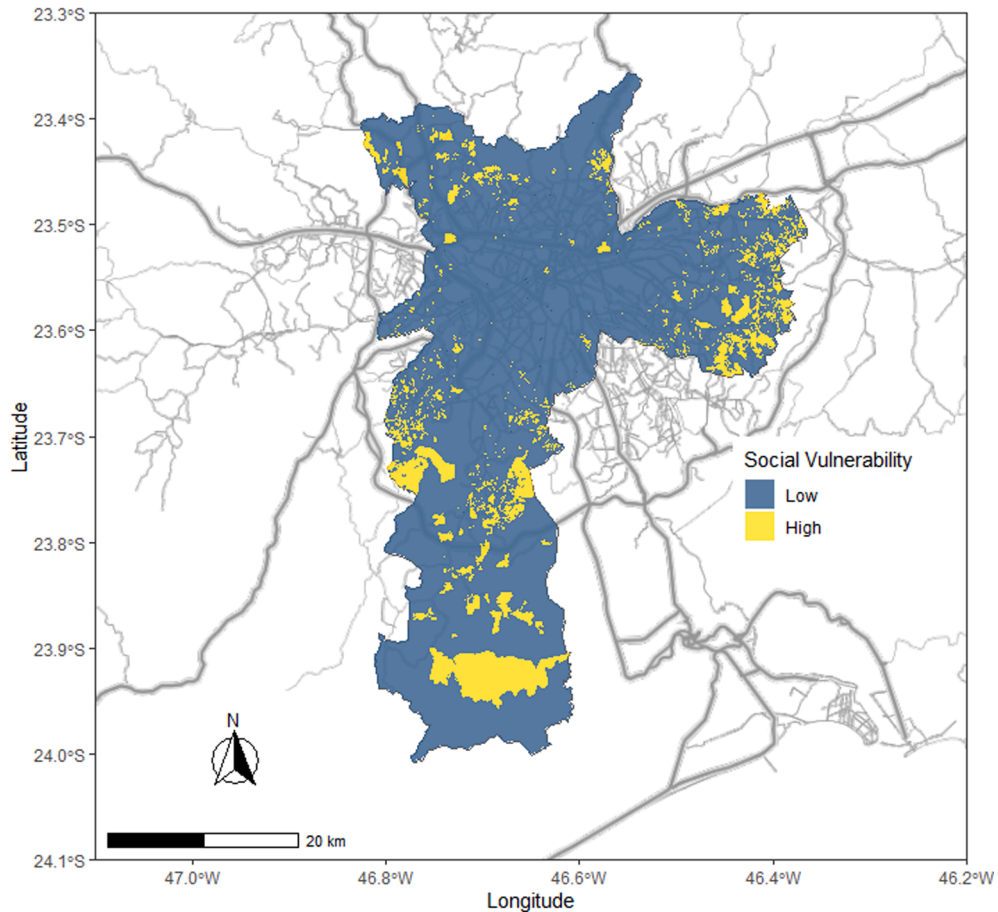 23.3°S
23.4°S
23.5°S
23.6°S
23.7°S
23.8°S
23.9°S
24.0°S
24.1°S
Latitude
Social Vulnerability
Low
High
N
20 km
47.0°W 46.8°W 46.6°W 46.4°W 46.2°W
Longitude